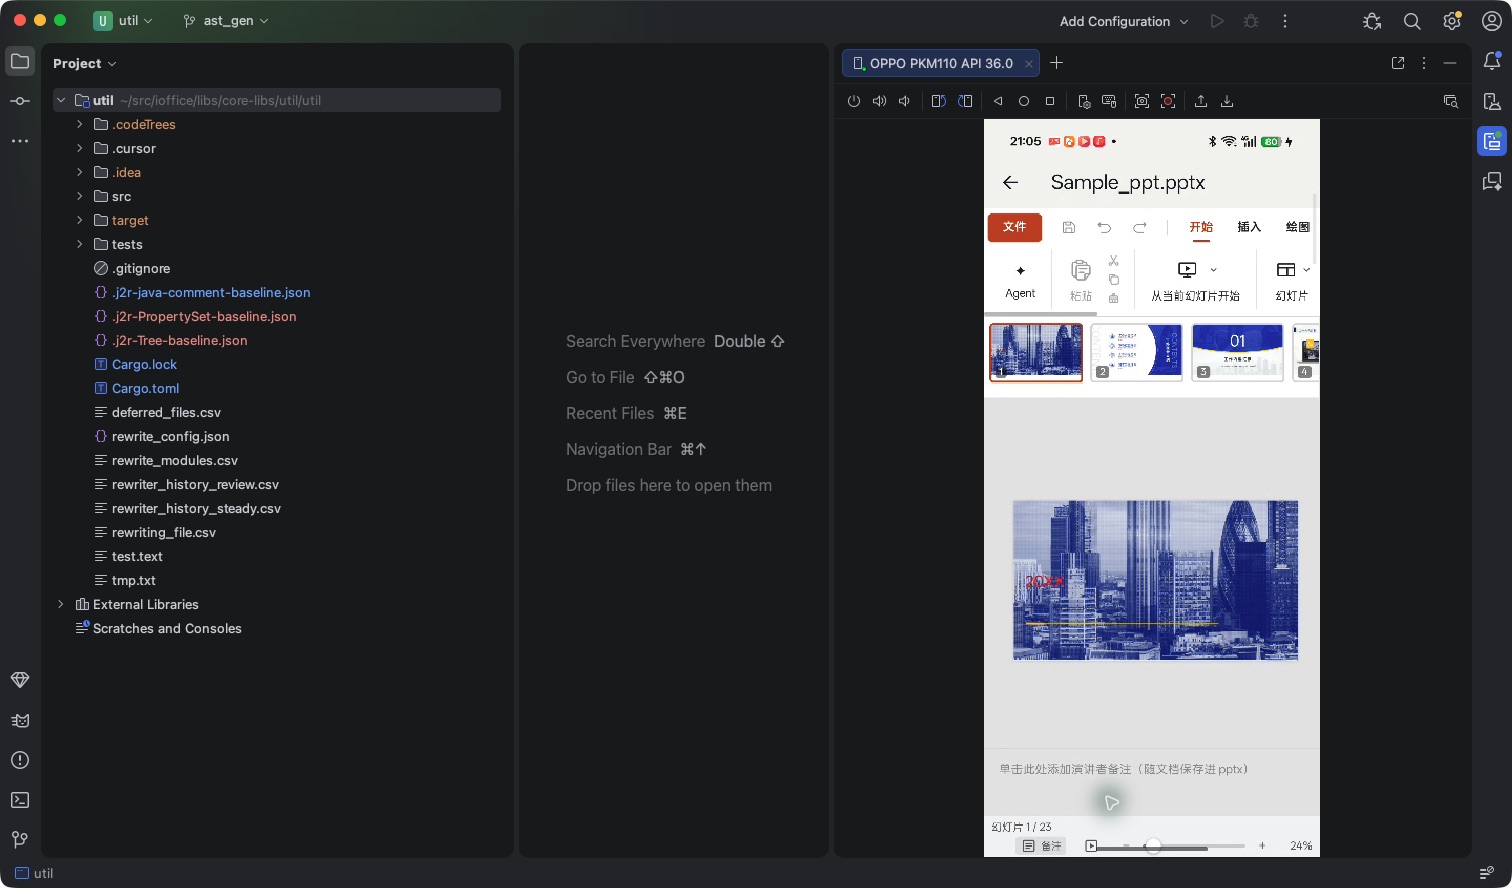 U util
ast_gen
Add Configuration
Project
util ~/src/ioffice/libs/core-libs/util/util
.codeTrees
.cursor
.idea
src
target
tests
.gitignore
.j2r-java-comment-baseline.json
.j2r-PropertySet-baseline.json
.j2r-Tree-baseline.json
Cargo.lock
Cargo.toml
deferred_files.csv
rewrite_config.json
rewrite_modules.csv
rewriter_history_review.csv
rewriter_history_steady.csv
rewriting_file.csv
test.text
tmp.txt
External Libraries
Scratches and Consoles
Search Everywhere Double ⇧
Go to File ⇧⌘O
Recent Files ⌘E
Navigation Bar ⌘↑
Drop files here to open them
OPPO PKM110 API 36.0
21:05 80
Sample_ppt.pptx
文件 开始 插入 绘图
Agent 粘贴 从当前幻灯片开始 幻灯片
1 2 3 4
01
20XX
单击此处添加演讲者备注（随文档保存进 pptx）
幻灯片 1 / 23
备注 24%
util